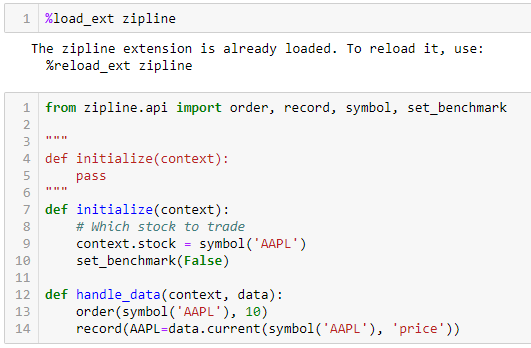 1 %load_ext zipline
The zipline extension is already loaded. To reload it, use:
  %reload_ext zipline
1 from zipline.api import order, record, symbol, set_benchmark
2
3 """
4 def initialize(context):
5     pass
6 """
7 def initialize(context):
8     # Which stock to trade
9     context.stock = symbol('AAPL')
10     set_benchmark(False)
11
12 def handle_data(context, data):
13     order(symbol('AAPL'), 10)
14     record(AAPL=data.current(symbol('AAPL'), 'price'))